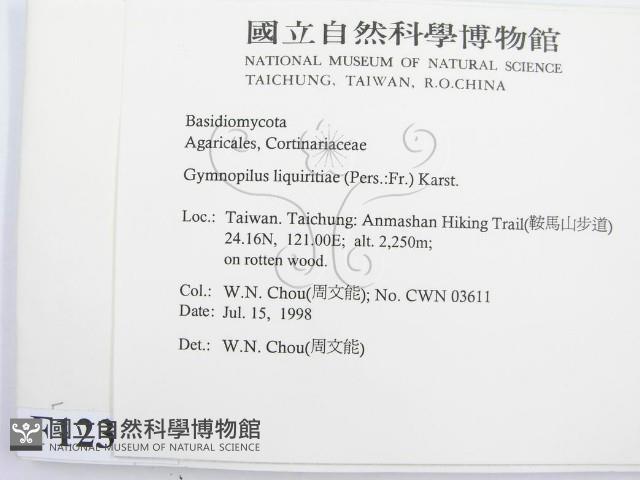 國立自然科學博物館
NATIONAL MUSEUM OF NATURAL SCIENCE
TAICHUNG, TAIWAN, R.O.CHINA
Basidiomycota
Agaricales, Cortinariaceae
Gymnopilus liquiritiae (Pers.:Fr.) Karst.
Loc.: Taiwan. Taichung: Anmashan Hiking Trail(鞍馬山步道)
24.16N, 121.00E; alt. 2,250m;
on rotten wood.
Col.: W.N. Chou(周文能); No. CWN 03611
Date: Jul. 15, 1998
Det.: W.N. Chou(周文能)
F123
國立自然科學博物館
NATIONAL MUSEUM OF NATURAL SCIENCE